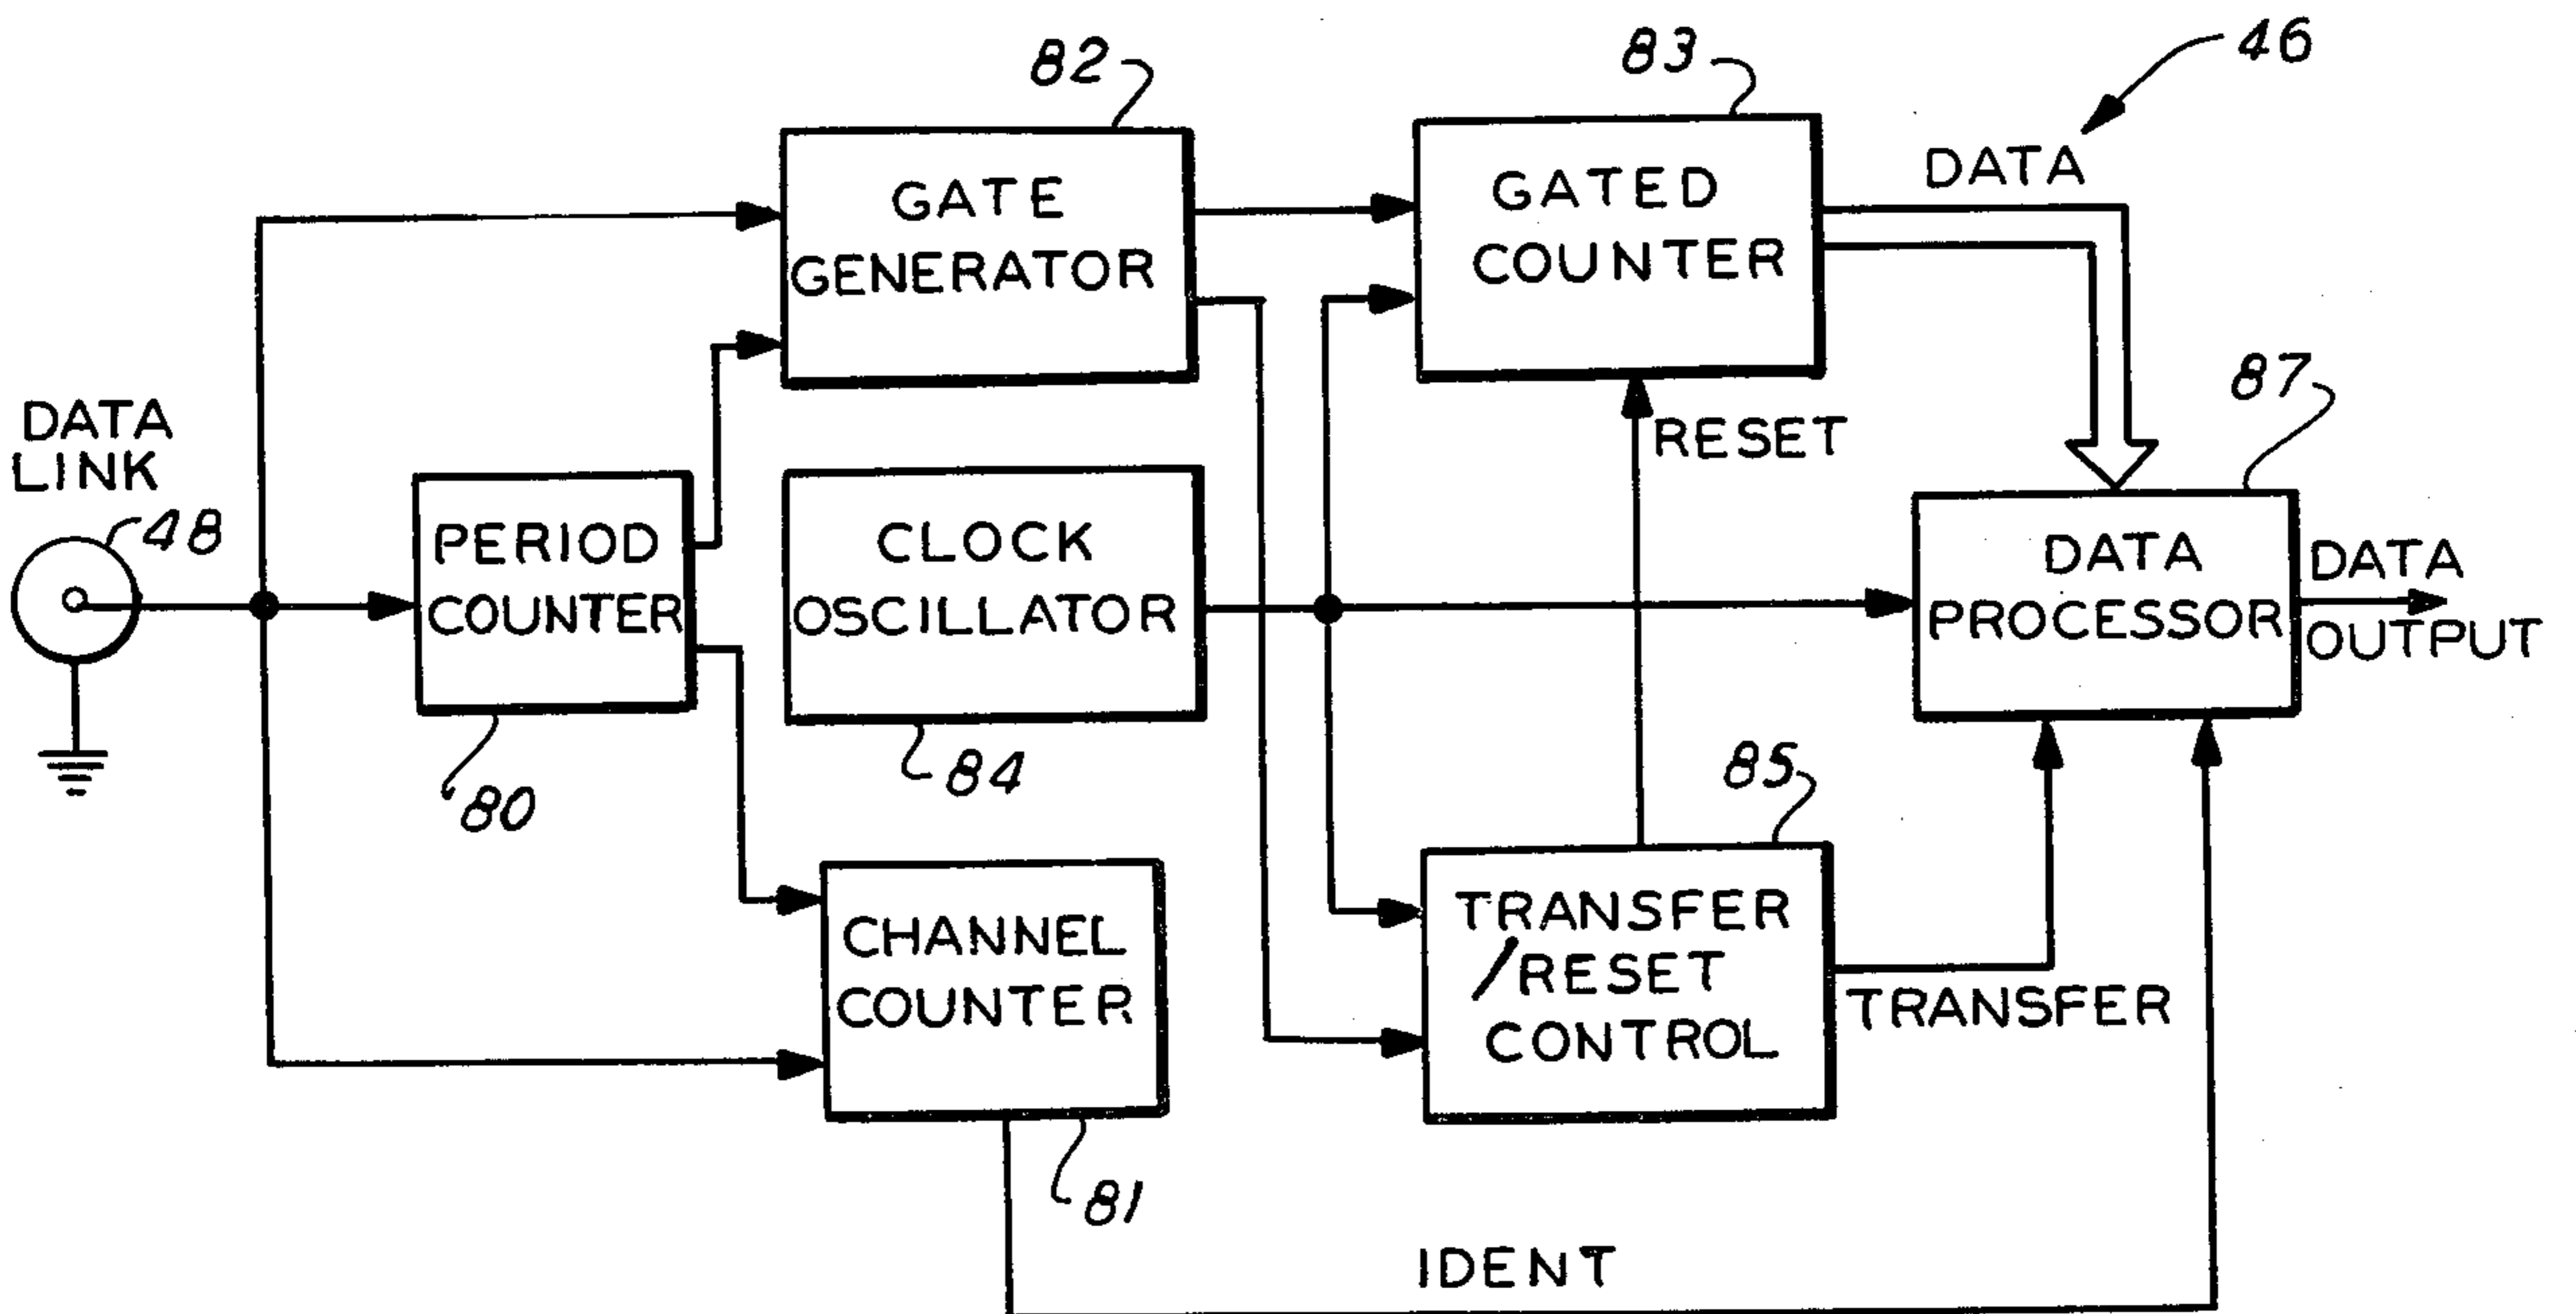 46
82
83
GATE
GENERATOR
GATED
COUNTER
DATA
87
DATA
LINK
48
PERIOD
COUNTER
80
CLOCK
OSCILLATOR
84
RESET
DATA
PROCESSOR
DATA
OUTPUT
85
CHANNEL
COUNTER
81
TRANSFER
/RESET
CONTROL
TRANSFER
IDENT